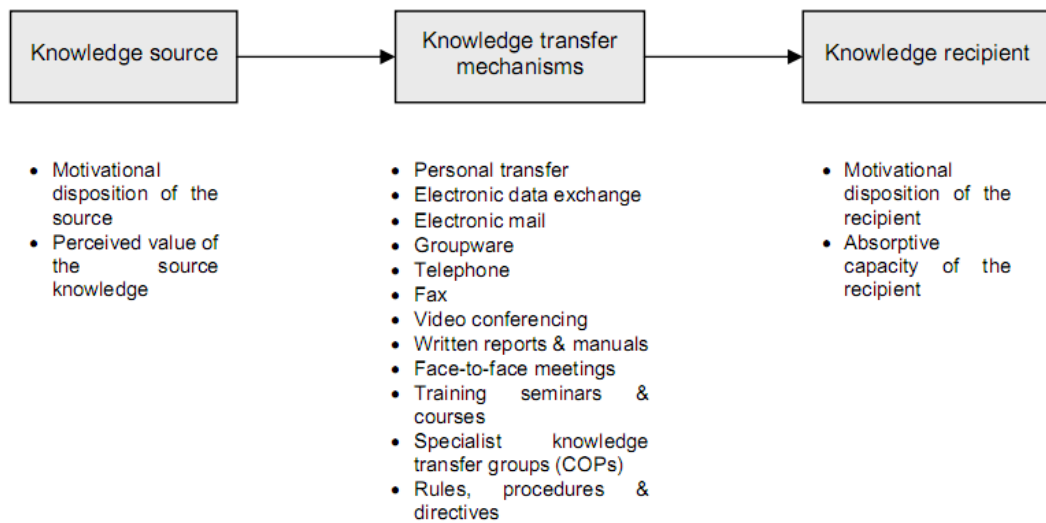 Knowledge source
Knowledge transfer
mechanisms
Knowledge recipient
• Motivational
disposition of the
source
• Perceived value of
the source
knowledge
• Personal transfer
• Electronic data exchange
• Electronic mail
• Groupware
• Telephone
• Fax
• Video conferencing
• Written reports & manuals
• Face-to-face meetings
• Training seminars &
courses
• Specialist knowledge
transfer groups (COPs)
• Rules, procedures &
directives
• Motivational
disposition of the
recipient
• Absorptive
capacity of the
recipient